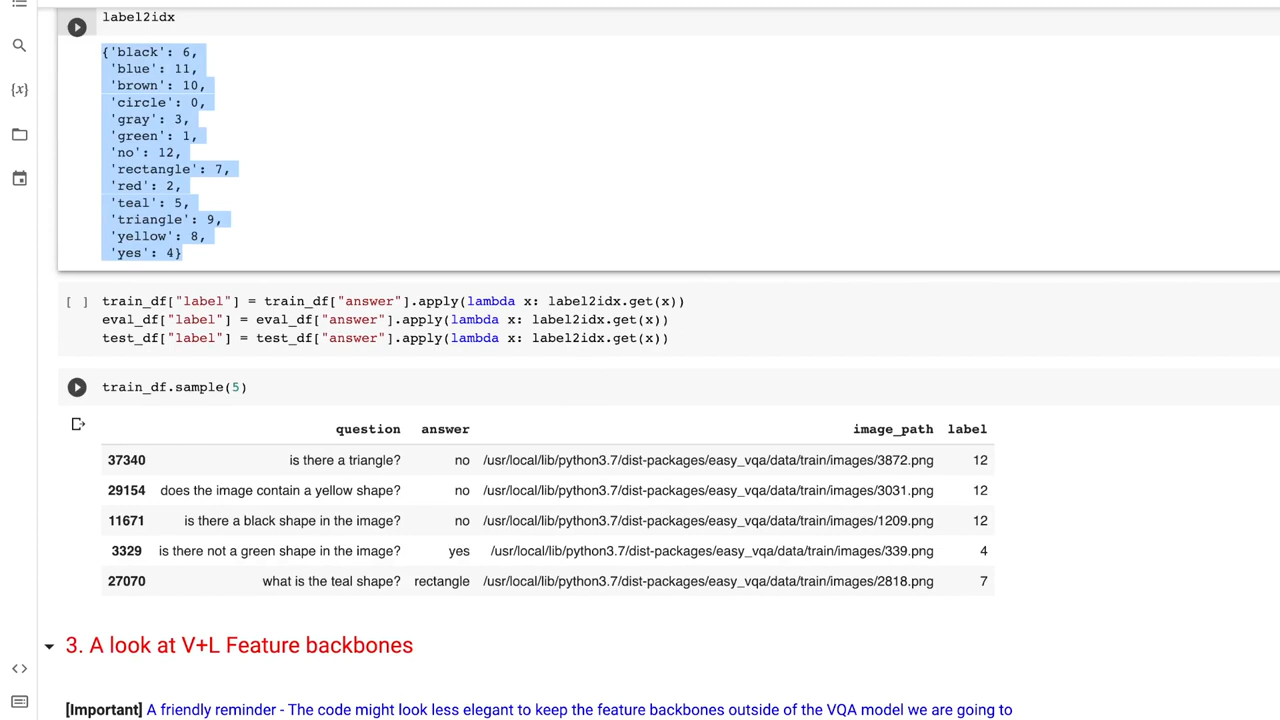 label2idx
{'black': 6,
'blue': 11,
'brown': 10,
'circle': 0,
'gray': 3,
'green': 1,
'no': 12,
'rectangle': 7,
'red': 2,
'teal': 5,
'triangle': 9,
'yellow': 8,
'yes': 4}
{x}
[ ] train_df["label"] = train_df["answer"].apply(lambda x: label2idx.get(x))
eval_df["label"] = eval_df["answer"].apply(lambda x: label2idx.get(x))
test_df["label"] = test_df["answer"].apply(lambda x: label2idx.get(x))
train_df.sample(5)
question answer image_path label
37340 is there a triangle? no /usr/local/lib/python3.7/dist-packages/easy_vqa/data/train/images/3872.png 12
29154 does the image contain a yellow shape? no /usr/local/lib/python3.7/dist-packages/easy_vqa/data/train/images/3031.png 12
11671 is there a black shape in the image? no /usr/local/lib/python3.7/dist-packages/easy_vqa/data/train/images/1209.png 12
3329 is there not a green shape in the image? yes /usr/local/lib/python3.7/dist-packages/easy_vqa/data/train/images/339.png 4
27070 what is the teal shape? rectangle /usr/local/lib/python3.7/dist-packages/easy_vqa/data/train/images/2818.png 7
3. A look at V+L Feature backbones
[Important] A friendly reminder - The code might look less elegant to keep the feature backbones outside of the VQA model we are going to